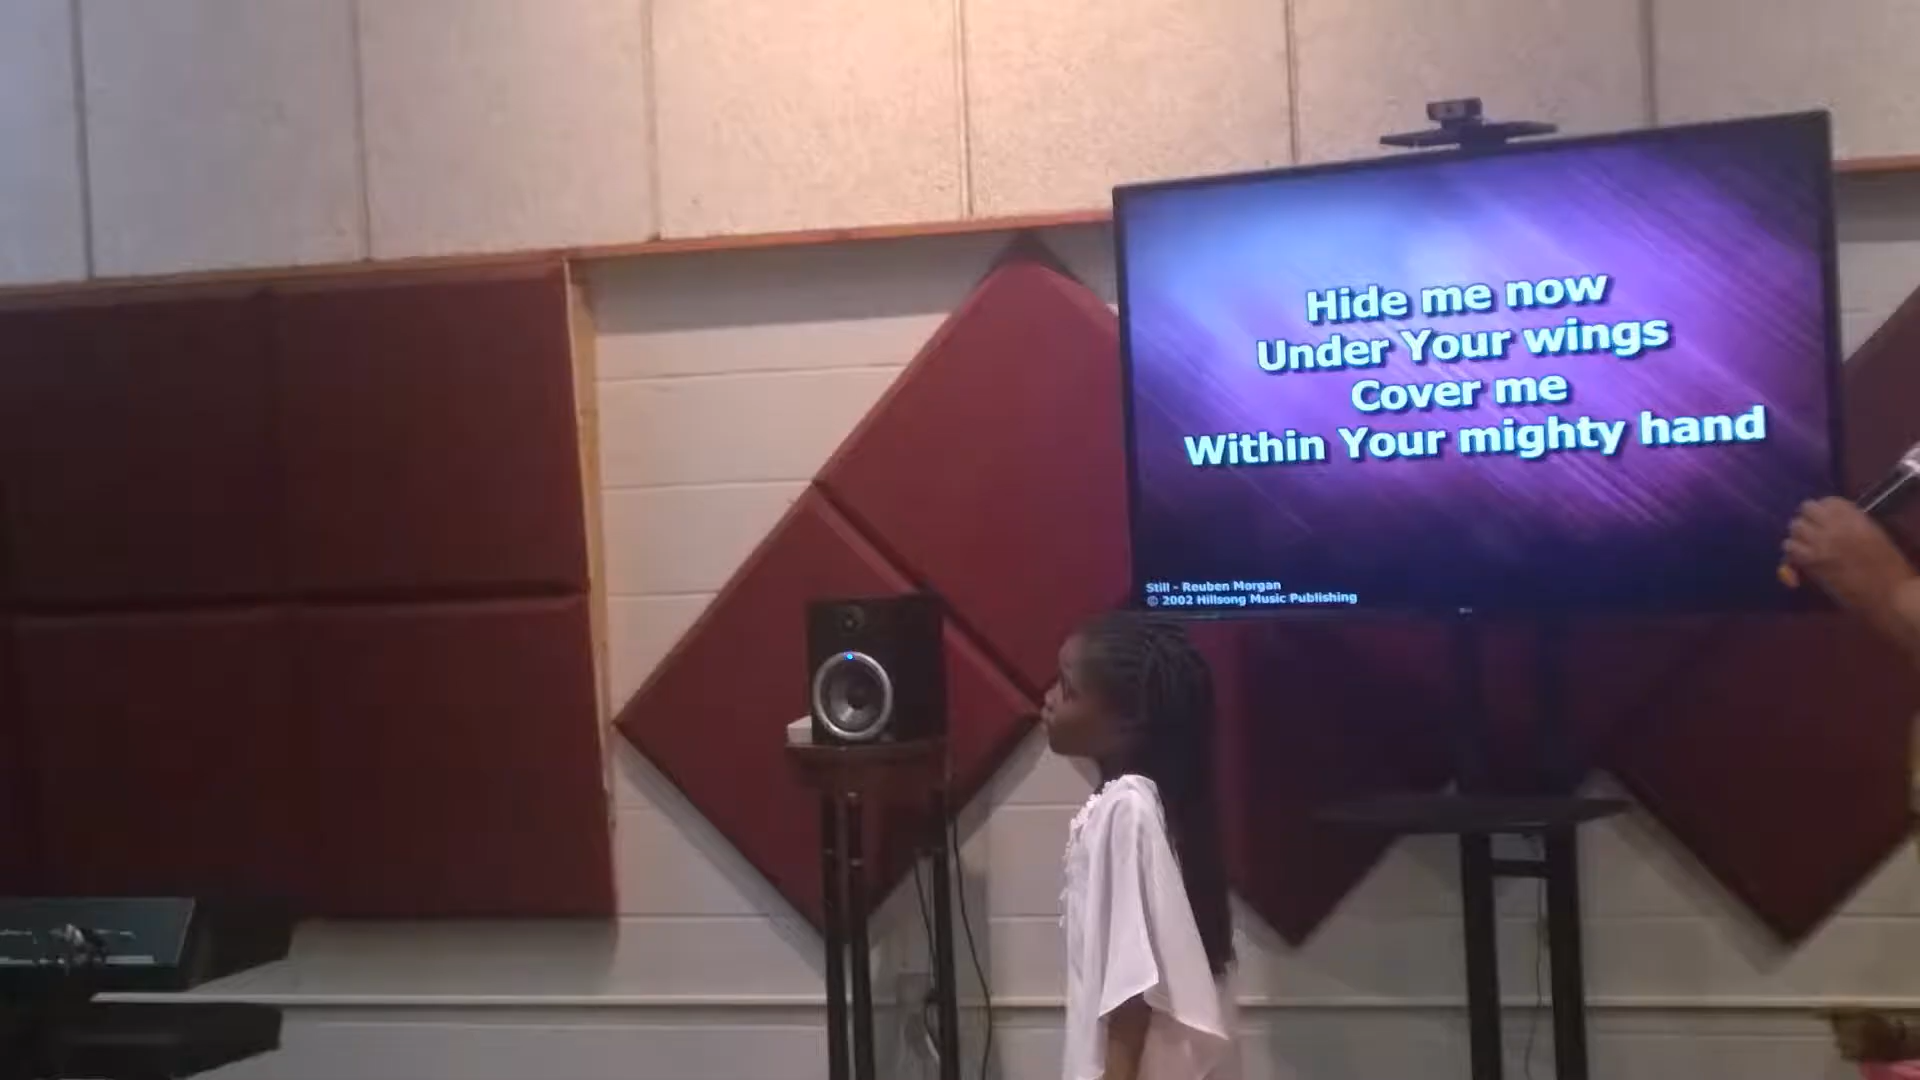 Hide me now
Under Your wings
Cover me
Within Your mighty hand
Still - Reuben Morgan
© 2002 Hillsong Music Publishing